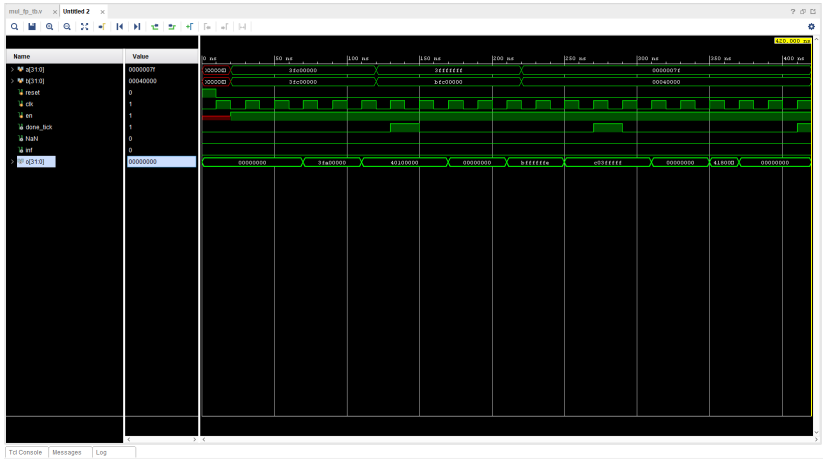 mul_fp_tb.v × Untitled 2 ×
420.000 ns
Name Value
0 ns 50 ns 100 ns 150 ns 200 ns 250 ns 300 ns 350 ns 400 ns
a[31:0] 0000007f 3fc00000 3fffffff 0000007f
b[31:0] 00040000 3fc00000 bfc00000 00040000
reset 0
clk 1
en 1
done_tick 1
NaN 0
inf 0
o[31:0] 00000000 00000000 3fa00000 40100000 00000000 bffffffe c03fffff 00000000 00000000
Tcl Console Messages Log